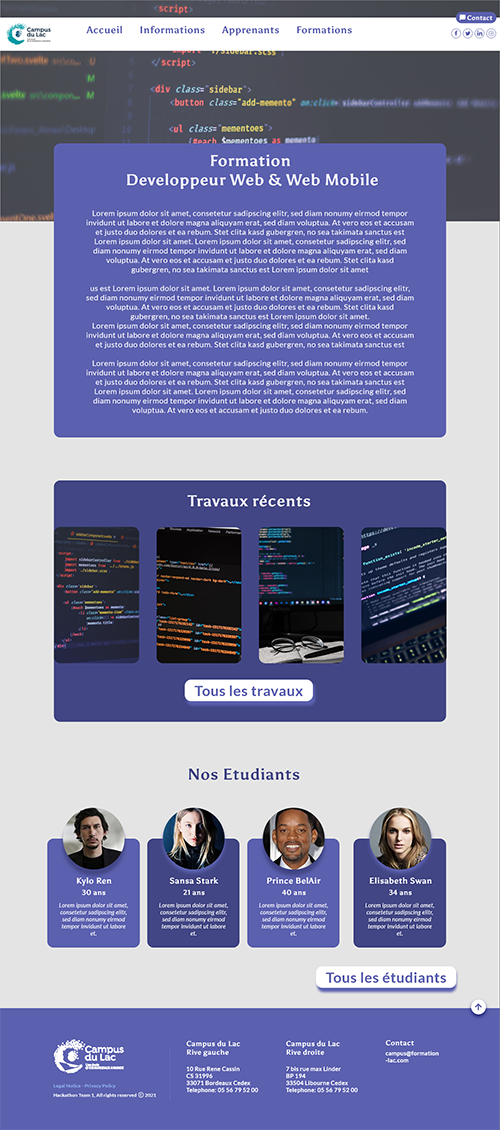 script>
Contact
Campus
du Lac
Accueil Informations Apprenants Formations
</script>
<div class="sidebar">
<button class="add-memento"
<ul class="mementoes">
{#each $mementoes as memento
Formation
Developpeur Web & Web Mobile
Lorem ipsum dolor sit amet, consetetur sadipscing elitr, sed diam nonumy eirmod tempor
invidunt ut labore et dolore magna aliquyam erat, sed diam voluptua. At vero eos et accusam
et justo duo dolores et ea rebum. Stet clita kasd gubergren, no sea takimata sanctus est
Lorem ipsum dolor sit amet. Lorem ipsum dolor sit amet, consetetur sadipscing elitr, sed
diam nonumy eirmod tempor invidunt ut labore et dolore magna aliquyam erat, sed diam
voluptua. At vero eos et accusam et justo duo dolores et ea rebum. Stet clita kasd
gubergren, no sea takimata sanctus est Lorem ipsum dolor sit amet
us est Lorem ipsum dolor sit amet. Lorem ipsum dolor sit amet, consetetur sadipscing elitr,
sed diam nonumy eirmod tempor invidunt ut labore et dolore magna aliquyam erat, sed diam
voluptua. At vero eos et accusam et justo duo dolores et ea rebum. Stet clita kasd
gubergren, no sea takimata sanctus est Lorem ipsum dolor sit amet.
Lorem ipsum dolor sit amet, consetetur sadipscing elitr, sed diam nonumy eirmod tempor
invidunt ut labore et dolore magna aliquyam erat, sed diam voluptua. At vero eos et accusam
et justo duo dolores et ea rebum. Stet clita kasd gubergren, no sea takimata sanctus est
Lorem ipsum dolor sit amet, consetetur sadipscing elitr, sed diam nonumy eirmod tempor
invidunt ut labore et dolore magna aliquyam erat, sed diam voluptua. At vero eos et accusam
et justo duo dolores et ea rebum. Stet clita kasd gubergren, no sea takimata sanctus est
Lorem ipsum dolor sit amet. Lorem ipsum dolor sit amet, consetetur sadipscing elitr, sed
diam nonumy eirmod tempor invidunt ut labore et dolore magna aliquyam erat, sed diam
voluptua. At vero eos et accusam et justo duo dolores et ea rebum.
Travaux récents
Tous les travaux
Nos Etudiants
Kylo Ren
30 ans
Lorem ipsum dolor sit amet,
consetetur sadipscing elitr,
sed diam nonumy eirmod
tempor invidunt ut labore
et.
Sansa Stark
21 ans
Lorem ipsum dolor sit amet,
consetetur sadipscing elitr,
sed diam nonumy eirmod
tempor invidunt ut labore
et.
Prince BelAir
40 ans
Lorem ipsum dolor sit amet,
consetetur sadipscing elitr,
sed diam nonumy eirmod
tempor invidunt ut labore
et.
Elisabeth Swan
34 ans
Lorem ipsum dolor sit amet,
consetetur sadipscing elitr,
sed diam nonumy eirmod
tempor invidunt ut labore
et.
Tous les étudiants
Campus
du Lac
Legal Notice - Privacy Policy
Hackathon Team 1, All rights reserved © 2021
Campus du Lac
Rive gauche
10 Rue Rene Cassin
CS 31996
33071 Bordeaux Cedex
Telephone: 05 56 79 52 00
Campus du Lac
Rive droite
7 bis rue max Linder
BP 194
33504 Libourne Cedex
Telephone: 05 56 79 52 00
Contact
campus@formation
-lac.com